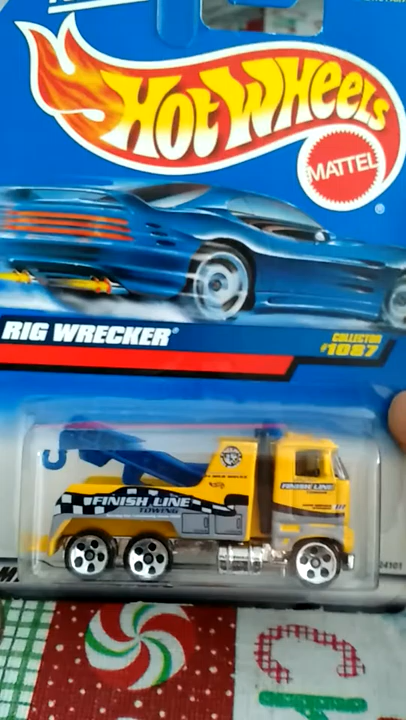 HOT WHEELS
MATTEL
®
RIG WRECKER®
COLLECTOR
#1087
FINISH LINE
TOWING
FINISH LINE